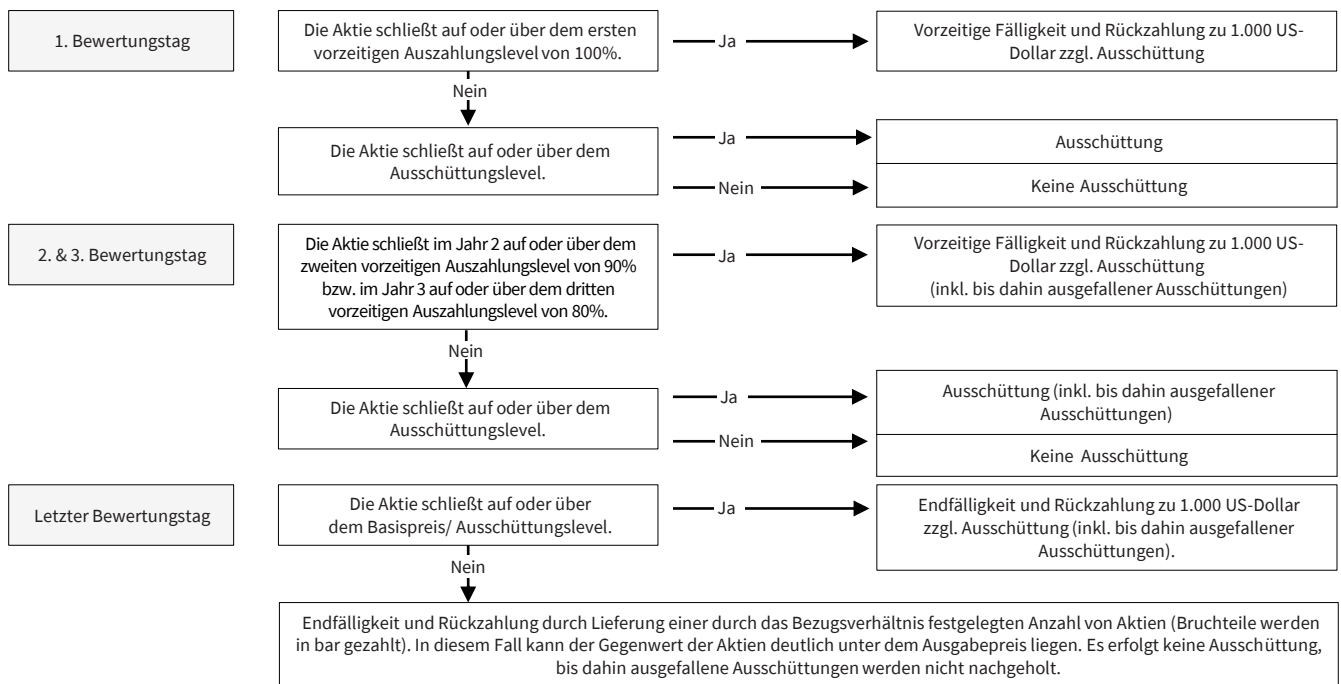 1. Bewertungstag
Die Aktie schließt auf oder über dem ersten
vorzeitigen Auszahlungslevel von 100%.
Ja
Vorzeitige Fälligkeit und Rückzahlung zu 1.000 US-
Dollar zzgl. Ausschüttung
Nein
Die Aktie schließt auf oder über dem
Ausschüttungslevel.
Ja
Ausschüttung
Nein
Keine Ausschüttung
2. & 3. Bewertungstag
Die Aktie schließt im Jahr 2 auf oder über dem
zweiten vorzeitigen Auszahlungslevel von 90%
bzw. im Jahr 3 auf oder über dem dritten
vorzeitigen Auszahlungslevel von 80%.
Ja
Vorzeitige Fälligkeit und Rückzahlung zu 1.000 US-
Dollar zzgl. Ausschüttung
(inkl. bis dahin ausgefallener Ausschüttungen)
Nein
Die Aktie schließt auf oder über dem
Ausschüttungslevel.
Ja
Ausschüttung (inkl. bis dahin ausgefallener
Ausschüttungen)
Nein
Keine Ausschüttung
Letzter Bewertungstag
Die Aktie schließt auf oder über
dem Basispreis/ Ausschüttungslevel.
Ja
Endfälligkeit und Rückzahlung zu 1.000 US-Dollar
zzgl. Ausschüttung (inkl. bis dahin ausgefallener
Ausschüttungen).
Nein
Endfälligkeit und Rückzahlung durch Lieferung einer durch das Bezugsverhältnis festgelegten Anzahl von Aktien (Bruchteile werden
in bar gezahlt). In diesem Fall kann der Gegenwert der Aktien deutlich unter dem Ausgabepreis liegen. Es erfolgt keine Ausschüttung,
bis dahin ausgefallene Ausschüttungen werden nicht nachgeholt.